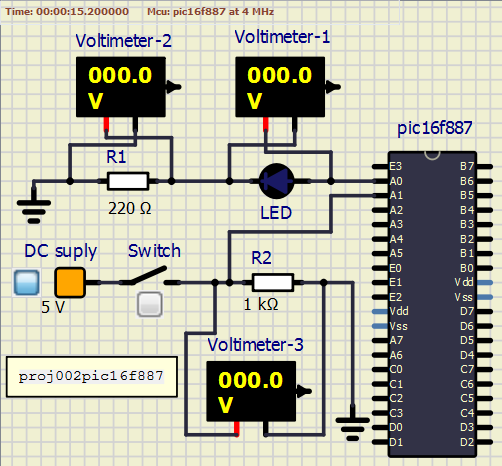 Time: 00:00:15.200000 Mcu: pic16f887 at 4 MHz
Voltimeter-2
Voltimeter-1
000.0
V
000.0
V
pic16f887
R1
220 Ω
LED
DC suply
Switch
R2
5 V
1 kΩ
Voltimeter-3
000.0
V
proj002pic16f887
E3 B7
A0 B6
A1 B5
A2 B4
A3 B3
A4 B2
A5 B1
E0 B0
E1 Vdd
E2 Vss
Vdd D7
Vss D6
A7 D5
A6 D4
C0 C7
C1 C6
C2 C5
C3 C4
D0 D3
D1 D2